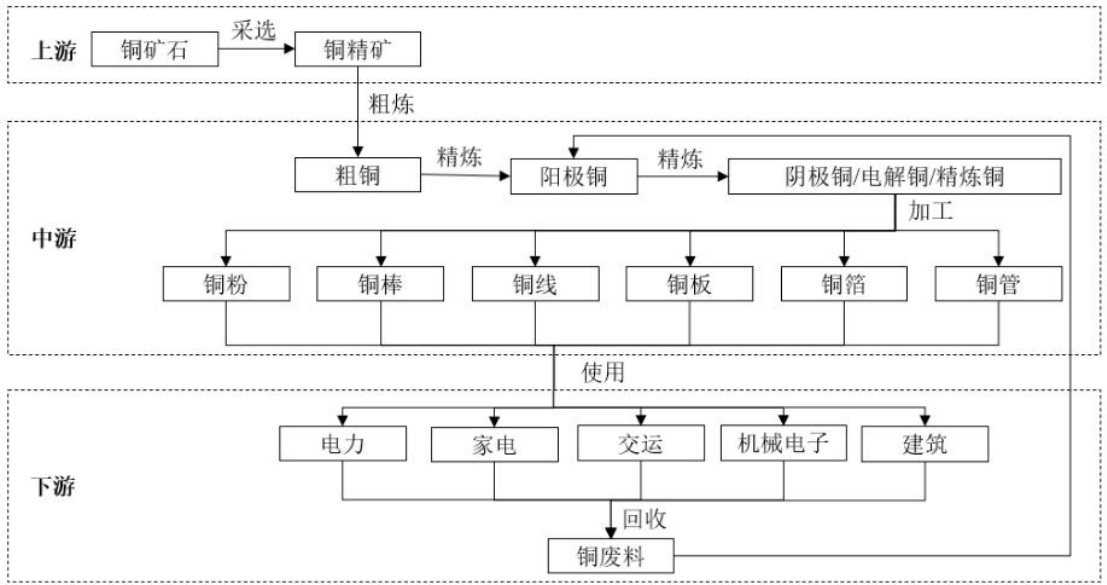 上游
铜矿石
采选
铜精矿
粗炼
中游
粗铜
精炼
阳极铜
精炼
阴极铜/电解铜/精炼铜
加工
铜粉
铜棒
铜线
铜板
铜箔
铜管
使用
下游
电力
家电
交运
机械电子
建筑
回收
铜废料